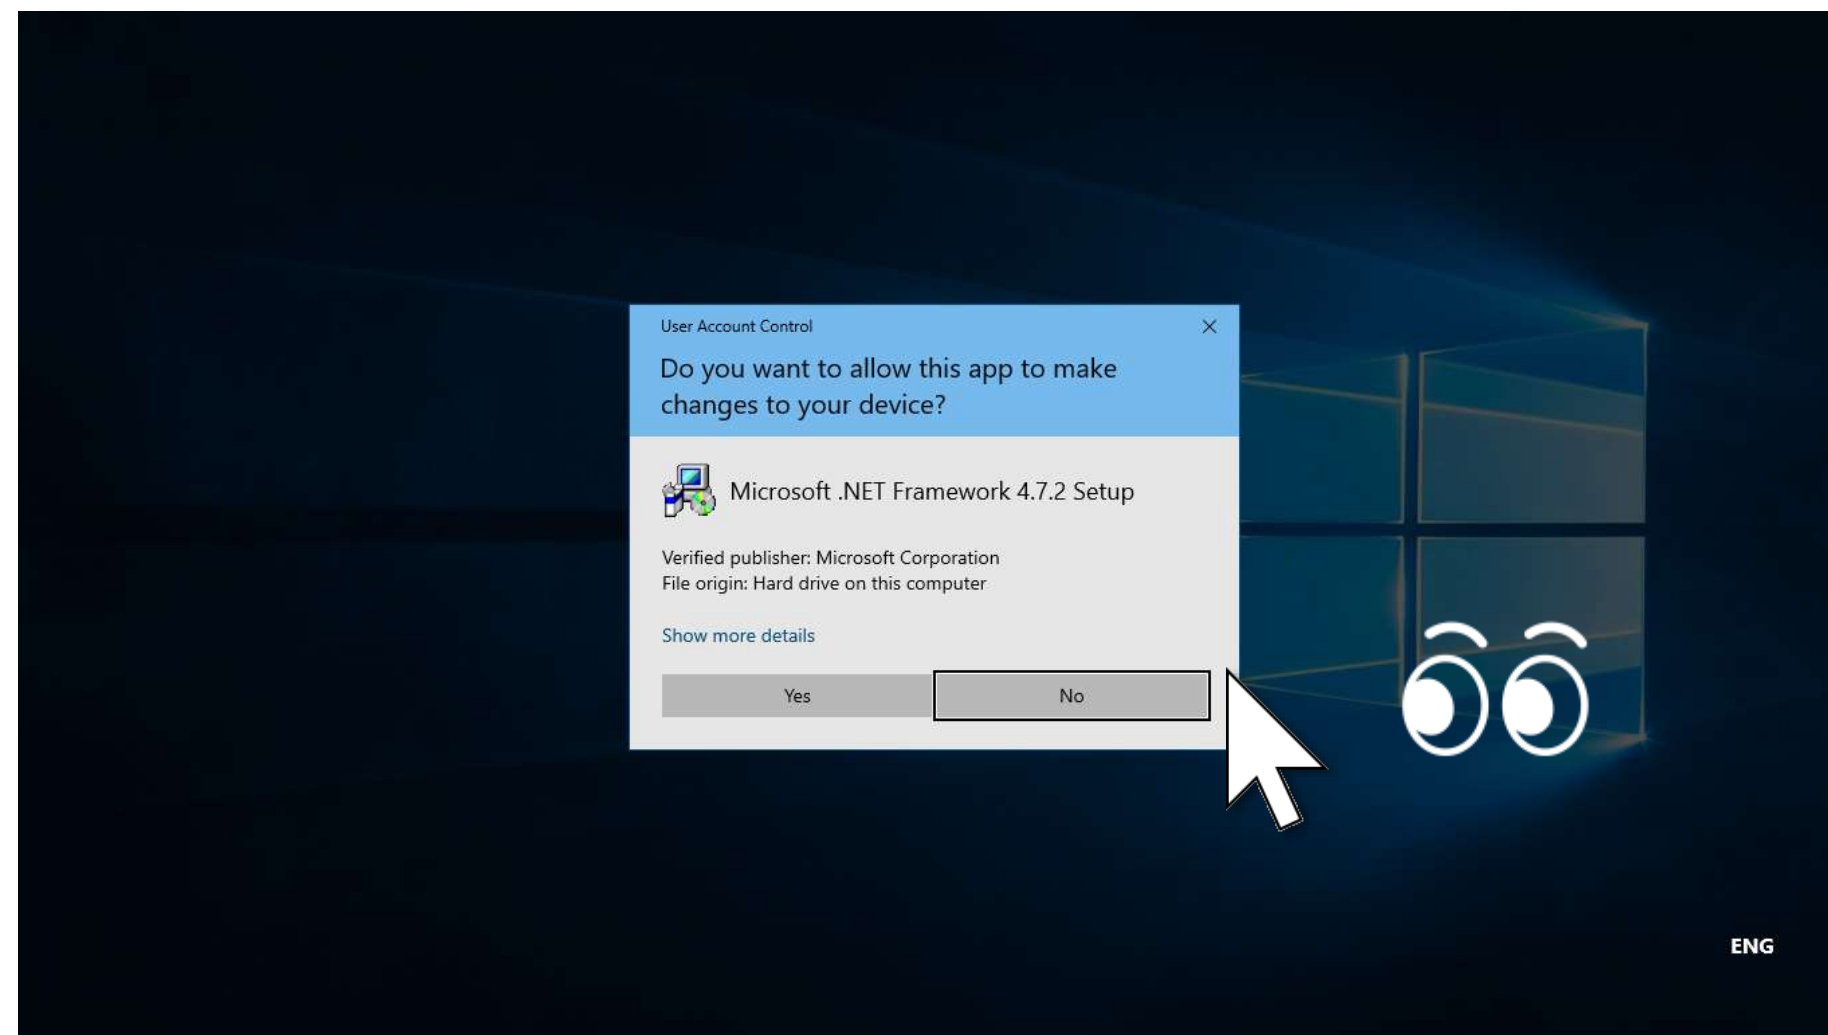 User Account Control
Do you want to allow this app to make
changes to your device?
Microsoft .NET Framework 4.7.2 Setup
Verified publisher: Microsoft Corporation
File origin: Hard drive on this computer
Show more details
Yes
No
ENG